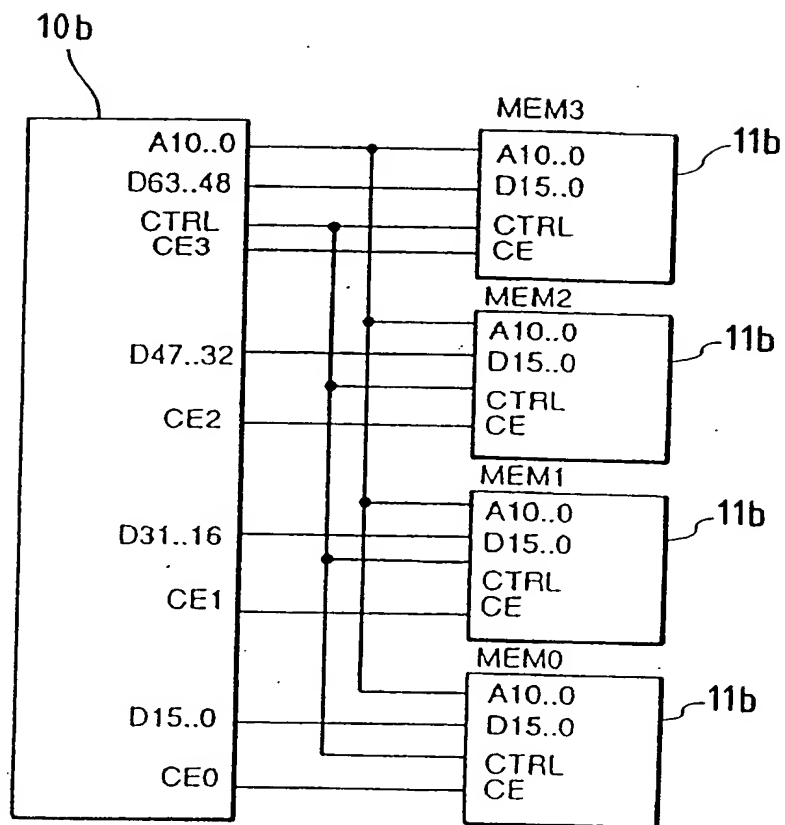 10b
A10..0
D63..48
CTRL
CE3
D47..32
CE2
D31..16
CE1
D15..0
CE0
MEM3
A10..0
D15..0
CTRL
CE
11b
MEM2
A10..0
D15..0
CTRL
CE
11b
MEM1
A10..0
D15..0
CTRL
CE
11b
MEM0
A10..0
D15..0
CTRL
CE
11b